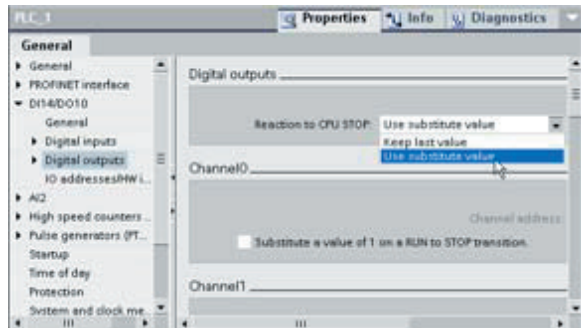 PLC_1
Properties
Info
Diagnostics
General
General
PROFINET interface
DI14/DO10
General
Digital inputs
Digital outputs
IO addresses/HW i...
AI2
High speed counters ...
Pulse generators (PT...
Startup
Time of day
Protection
System and clock me...
Digital outputs
Reaction to CPU STOP:
Use substitute value
Keep last value
Use substitute value
Channel0
Channel address:
Substitute a value of 1 on a RUN to STOP transition.
Channel1